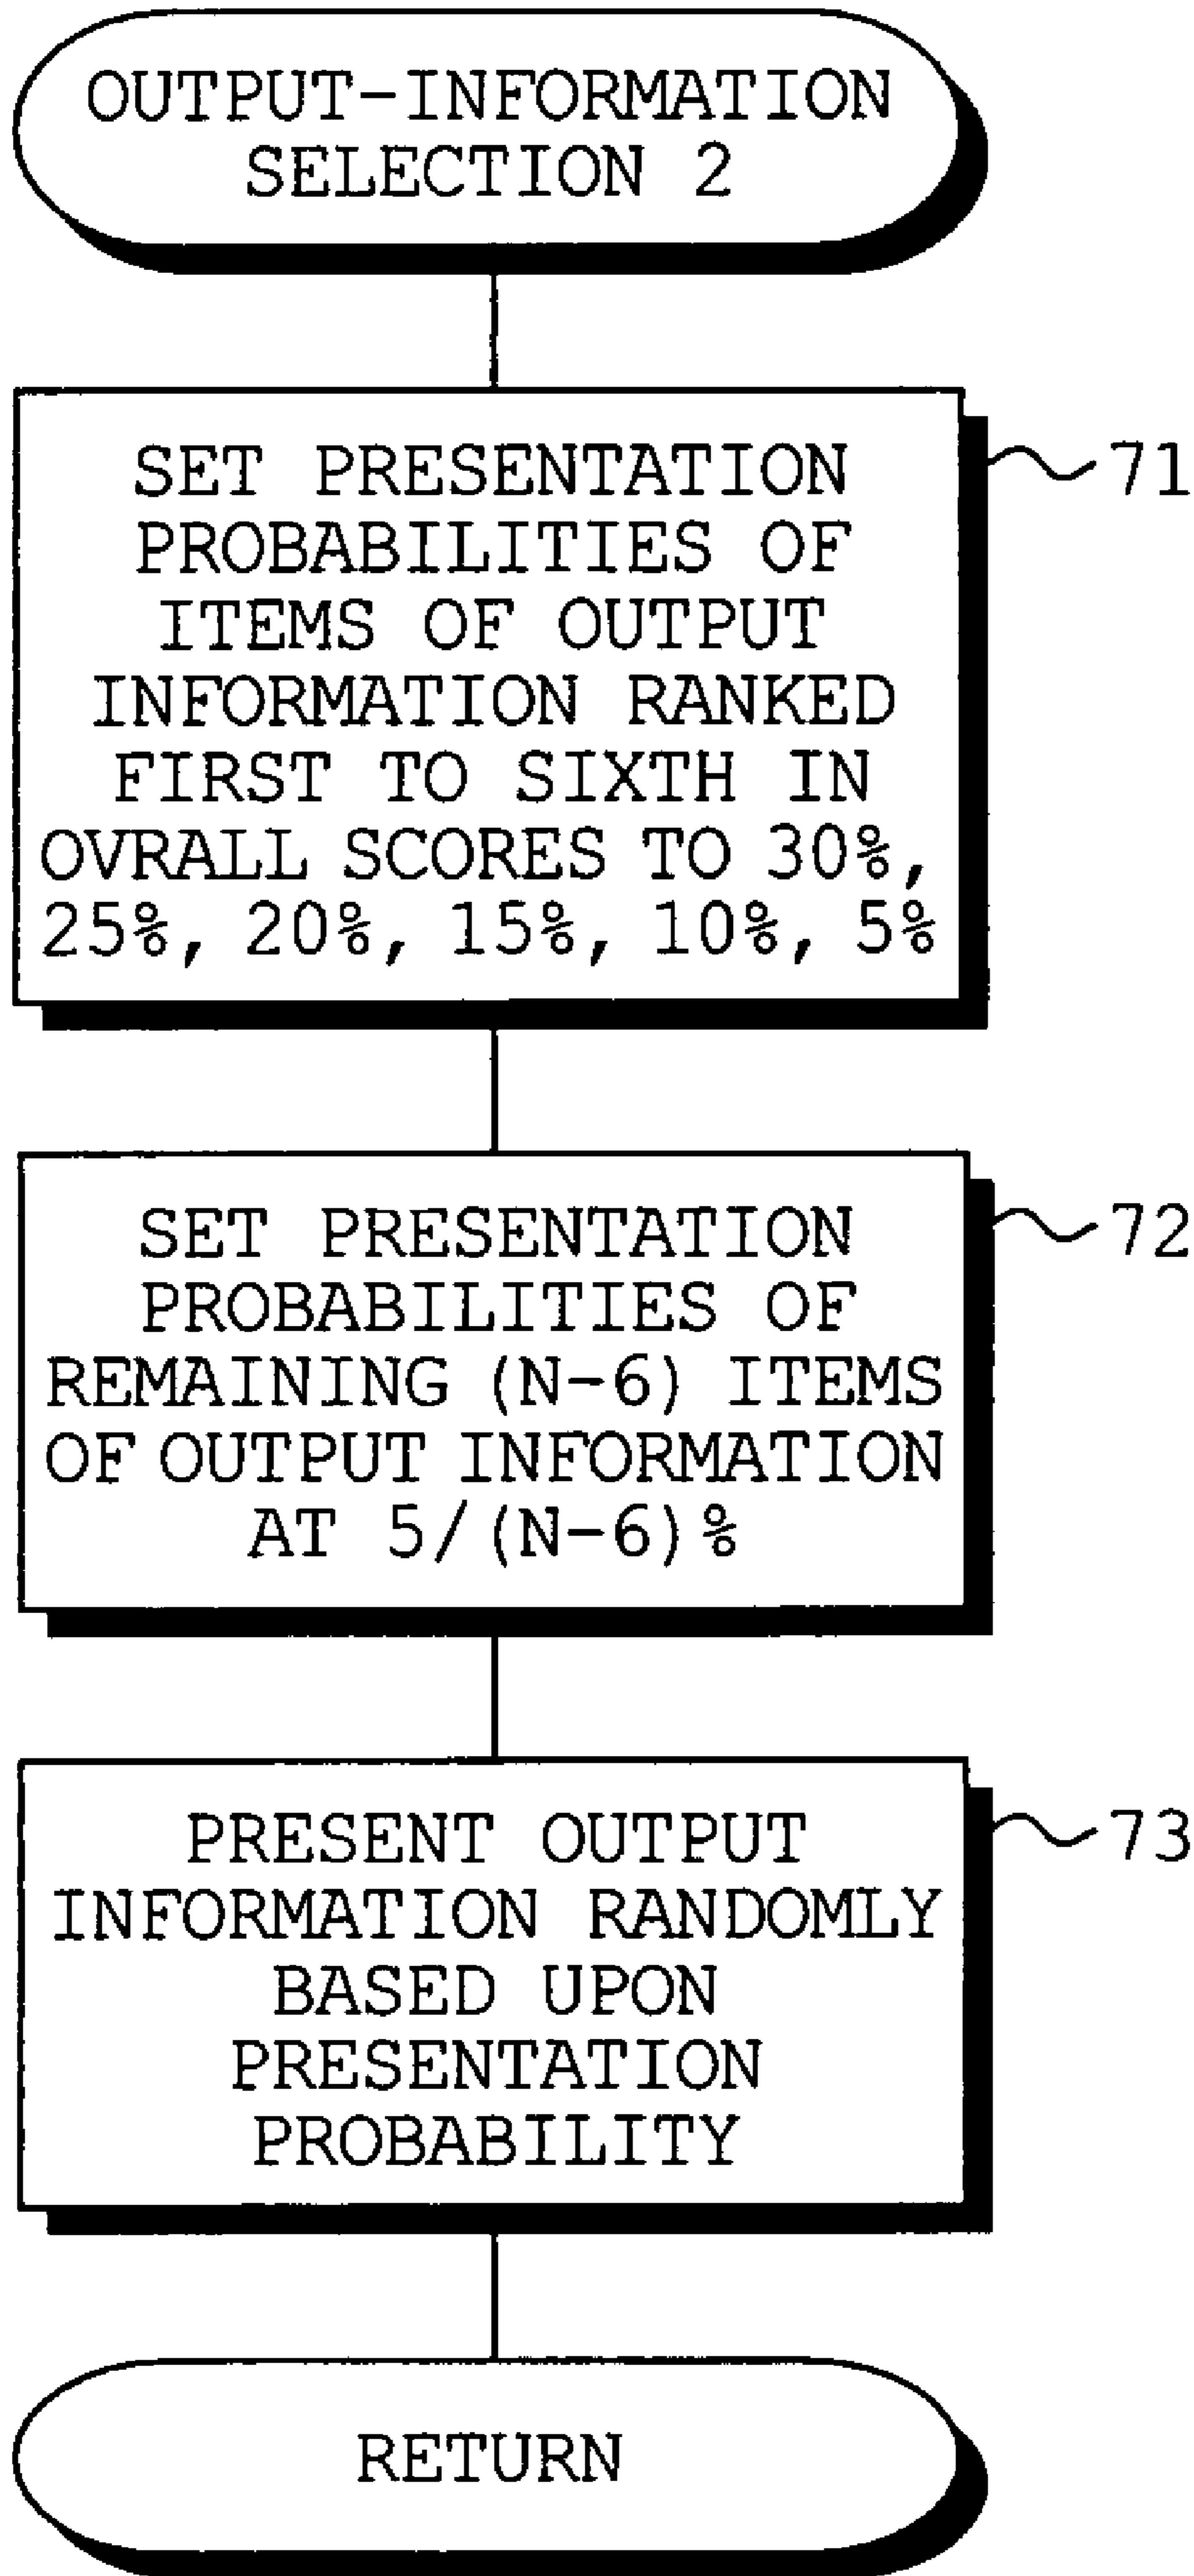 OUTPUT-INFORMATION
SELECTION 2
SET PRESENTATION
PROBABILITIES OF
ITEMS OF OUTPUT
INFORMATION RANKED
FIRST TO SIXTH IN
OVRALL SCORES TO 30%,
25%, 20%, 15%, 10%, 5%
71
SET PRESENTATION
PROBABILITIES OF
REMAINING (N-6) ITEMS
OF OUTPUT INFORMATION
AT 5/(N-6)%
72
PRESENT OUTPUT
INFORMATION RANDOMLY
BASED UPON
PRESENTATION
PROBABILITY
73
RETURN